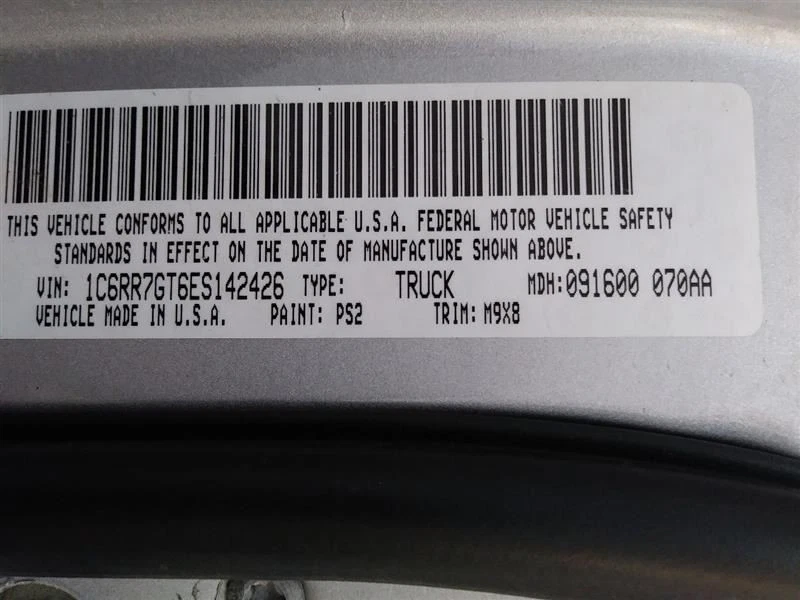 THIS VEHICLE CONFORMS TO ALL APPLICABLE U.S.A. FEDERAL MOTOR VEHICLE SAFETY
STANDARDS IN EFFECT ON THE DATE OF MANUFACTURE SHOWN ABOVE.
VIN: 1C6RR7GT6ES142426 TYPE: TRUCK MDH:091600 070AA
VEHICLE MADE IN U.S.A. PAINT: PS2 TRIM: M9X8